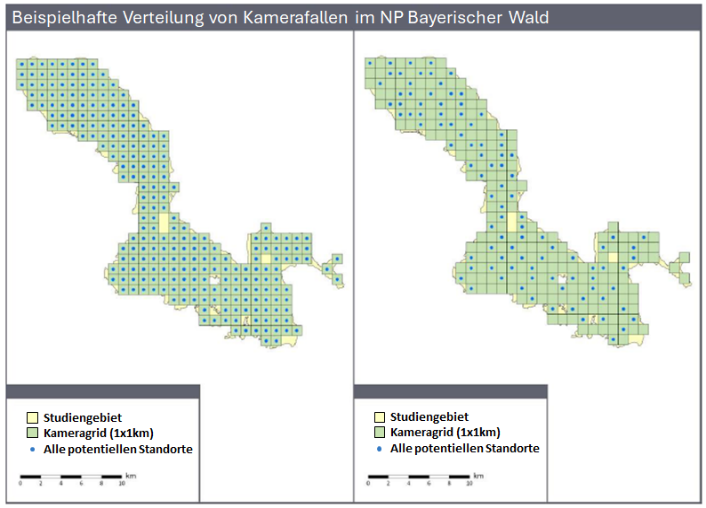 Beispielhafte Verteilung von Kamerafallen im NP Bayerischer Wald
Studiengebiet
Kameragrid (1x1km)
Alle potentiellen Standorte
km
0 2 4 6 8 10
Studiengebiet
Kameragrid (1x1km)
Alle potentiellen Standorte
km
0 2 4 6 8 10